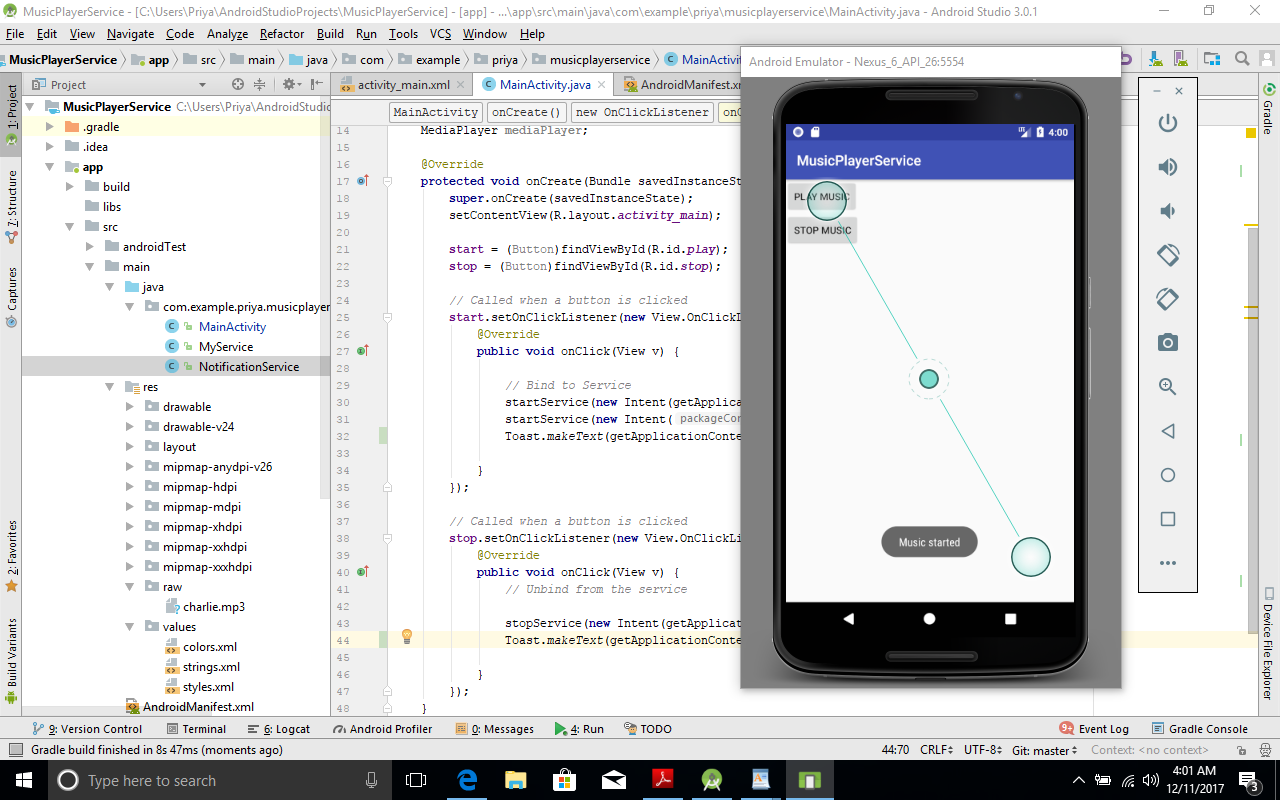 MusicPlayerService - [C:\Users\Priya\AndroidStudioProjects\MusicPlayerService] - [app] - ...\app\src\main\java\com\example\priya\musicplayerservice\MainActivity.java - Android Studio 3.0.1
File Edit View Navigate Code Analyze Refactor Build Run Tools VCS Window Help
MusicPlayerService app src main java com example priya musicplayerservice MainActivity
Android Emulator - Nexus_6_API_26:5554
1: Project
7: Structure
Captures
2: Favorites
Build Variants
Project
MusicPlayerService C:\Users\Priya\AndroidStudio
.gradle
.idea
app
build
libs
src
androidTest
main
java
com.example.priya.musicplayer
MainActivity
MyService
NotificationService
res
drawable
drawable-v24
layout
mipmap-anydpi-v26
mipmap-hdpi
mipmap-mdpi
mipmap-xhdpi
mipmap-xxhdpi
mipmap-xxxhdpi
raw
charlie.mp3
values
colors.xml
strings.xml
styles.xml
AndroidManifest.xml
activity_main.xml MainActivity.java AndroidManifest.xm
MainActivity onCreate() new OnClickListener on
14 MediaPlayer mediaPlayer;
15
16 @Override
17 protected void onCreate(Bundle savedInstanceSt
18 super.onCreate(savedInstanceState);
19 setContentView(R.layout.activity_main);
20
21 start = (Button)findViewById(R.id.play);
22 stop = (Button)findViewById(R.id.stop);
23
24 // Called when a button is clicked
25 start.setOnClickListener(new View.OnClickL
26 @Override
27 public void onClick(View v) {
28
29 // Bind to Service
30 startService(new Intent(getApplica
31 startService(new Intent( packageCon
32 Toast.makeText(getApplicationConte
33
34 }
35 });
36
37 // Called when a button is clicked
38 stop.setOnClickListener(new View.OnClickLi
39 @Override
40 public void onClick(View v) {
41 // Unbind from the service
42
43 stopService(new Intent(getApplicat
44 Toast.makeText(getApplicationConte
45
46 }
47 });
48 }
4:00
MusicPlayerService
PLAY MUSIC
STOP MUSIC
Music started
Gradle
Device File Explorer
9: Version Control Terminal 6: Logcat Android Profiler 0: Messages 4: Run TODO Event Log Gradle Console
Gradle build finished in 8s 47ms (moments ago) 44:70 CRLF UTF-8 Git: master Context: <no context>
Type here to search
4:01 AM
12/11/2017
3